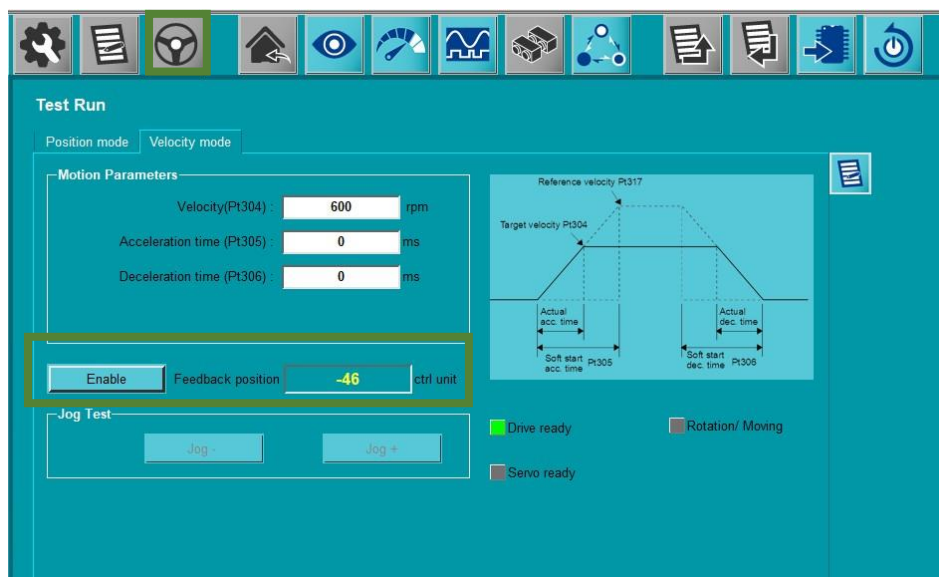 Test Run
Position mode Velocity mode
Motion Parameters
Velocity(Pt304) : 600 rpm
Acceleration time (Pt305) : 0 ms
Deceleration time (Pt306) : 0 ms
Enable Feedback position -46 ctrl unit
Jog Test
Jog - Jog +
Reference velocity Pt317
Target velocity Pt304
Actual acc. time
Actual dec. time
Soft start acc. time Pt305
Soft start dec. time Pt306
Drive ready Rotation/ Moving
Servo ready